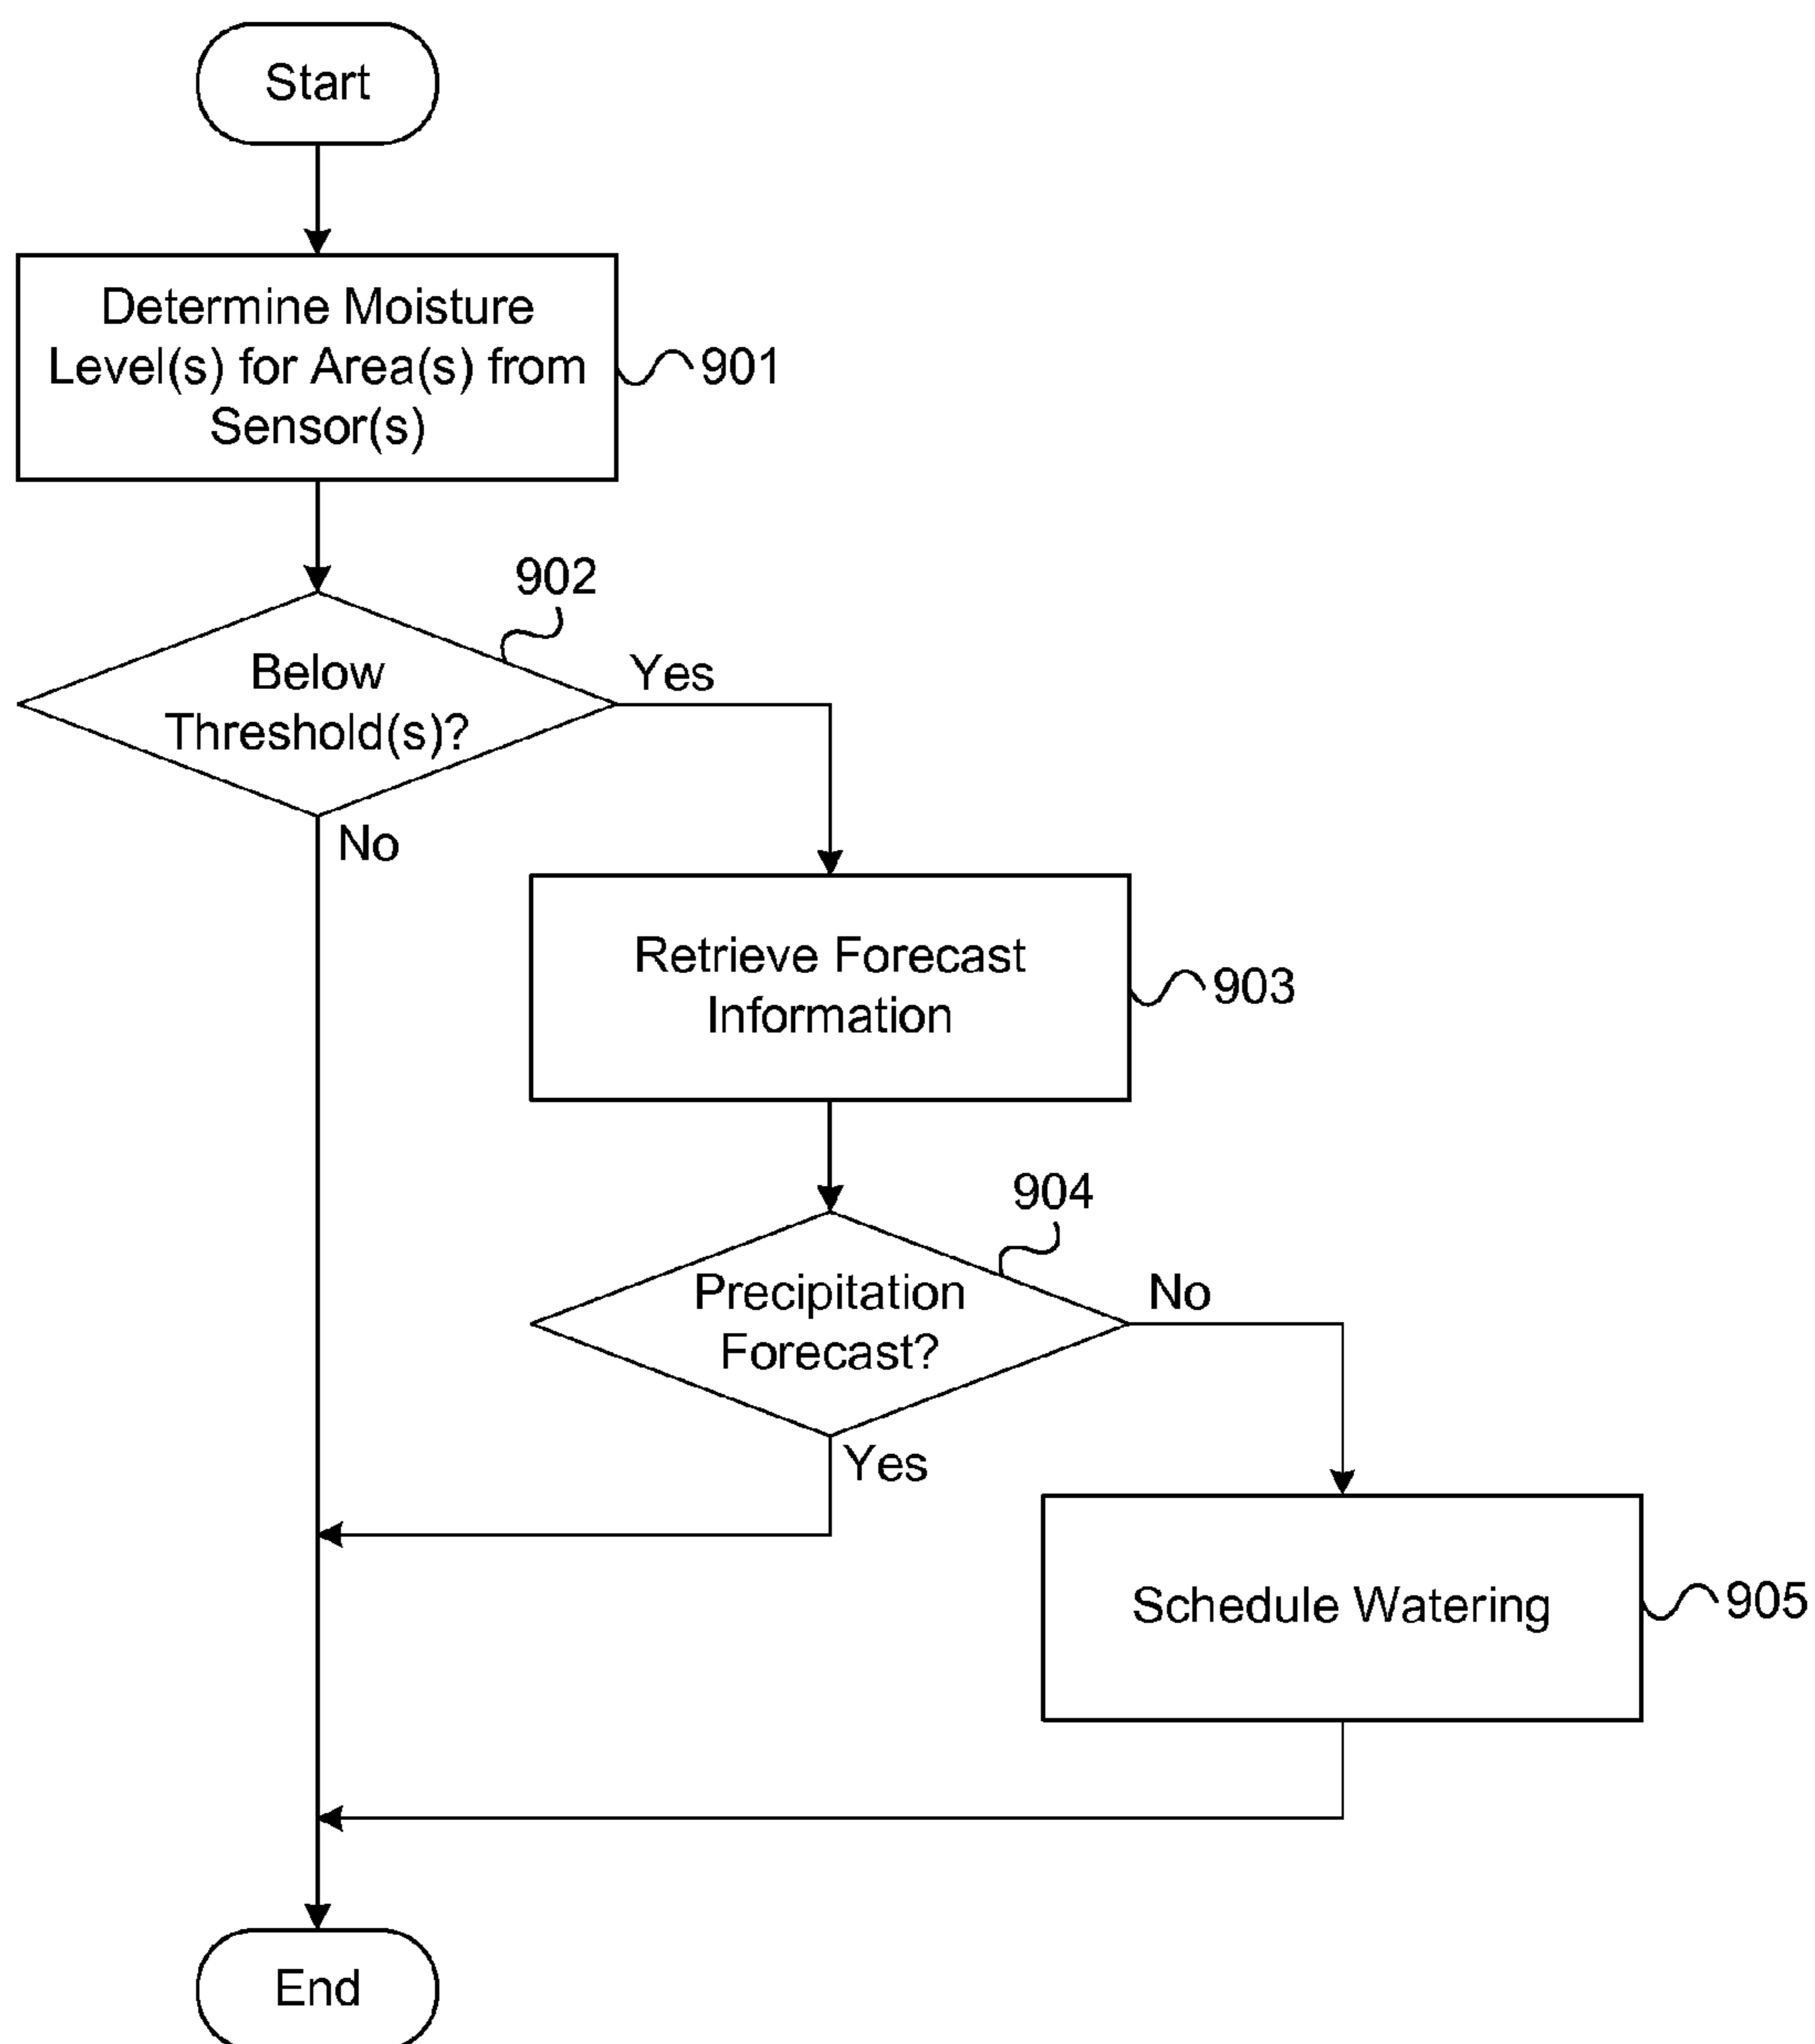 Start
Determine Moisture
Level(s) for Area(s) from
Sensor(s)
901
902
Below
Threshold(s)?
Yes
No
Retrieve Forecast
Information
903
904
Precipitation
Forecast?
No
Yes
Schedule Watering
905
End